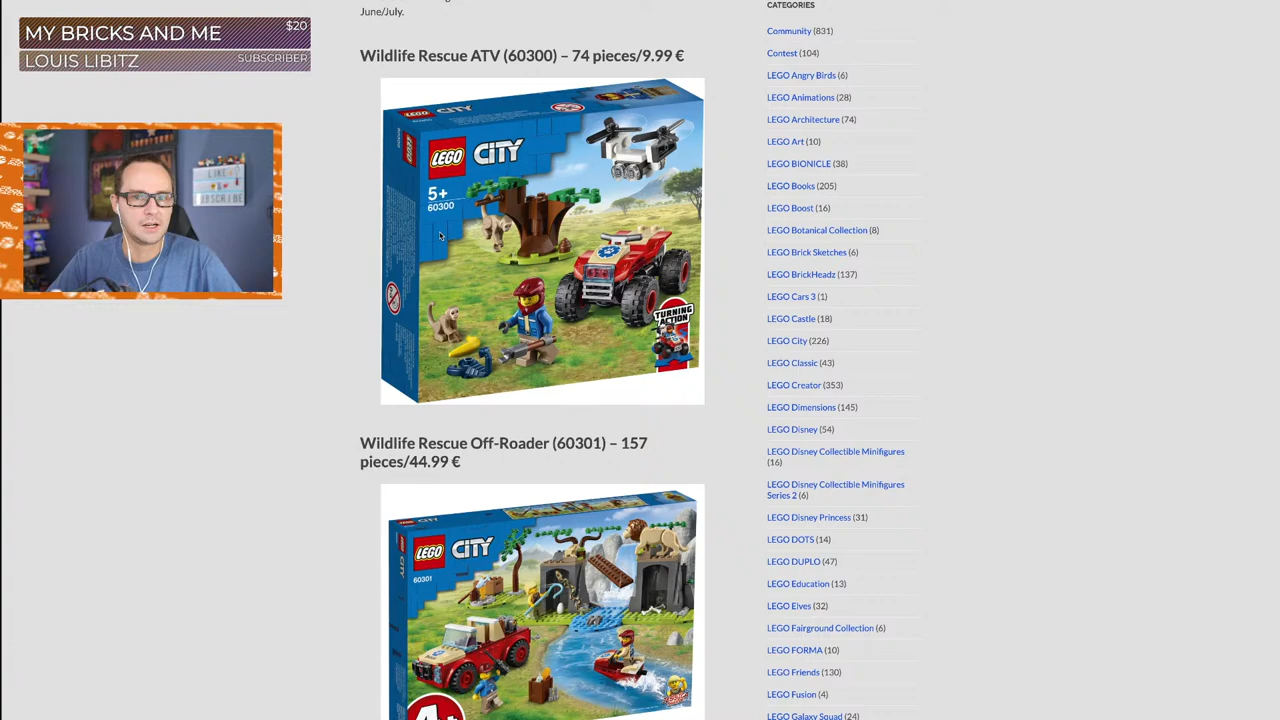 MY BRICKS AND ME
$20
LOUIS LIBITZ
SUBSCRIBER
LIKE
SUBSCRIBE
June/July.
Wildlife Rescue ATV (60300) – 74 pieces/9.99 €
LEGO
LEGO
LEGO CITY
5+
60300
TURNING
ACTION
Wildlife Rescue Off-Roader (60301) – 157
pieces/44.99 €
LEGO CITY
LEGO CITY
60301
4+
CATEGORIES
Community (831)
Contest (104)
LEGO Angry Birds (6)
LEGO Animations (28)
LEGO Architecture (74)
LEGO Art (10)
LEGO BIONICLE (38)
LEGO Books (205)
LEGO Boost (16)
LEGO Botanical Collection (8)
LEGO Brick Sketches (6)
LEGO BrickHeadz (137)
LEGO Cars 3 (1)
LEGO Castle (18)
LEGO City (226)
LEGO Classic (43)
LEGO Creator (353)
LEGO Dimensions (145)
LEGO Disney (54)
LEGO Disney Collectible Minifigures
(16)
LEGO Disney Collectible Minifigures
Series 2 (6)
LEGO Disney Princess (31)
LEGO DOTS (14)
LEGO DUPLO (47)
LEGO Education (13)
LEGO Elves (32)
LEGO Fairground Collection (6)
LEGO FORMA (10)
LEGO Friends (130)
LEGO Fusion (4)
LEGO Galaxy Squad (24)